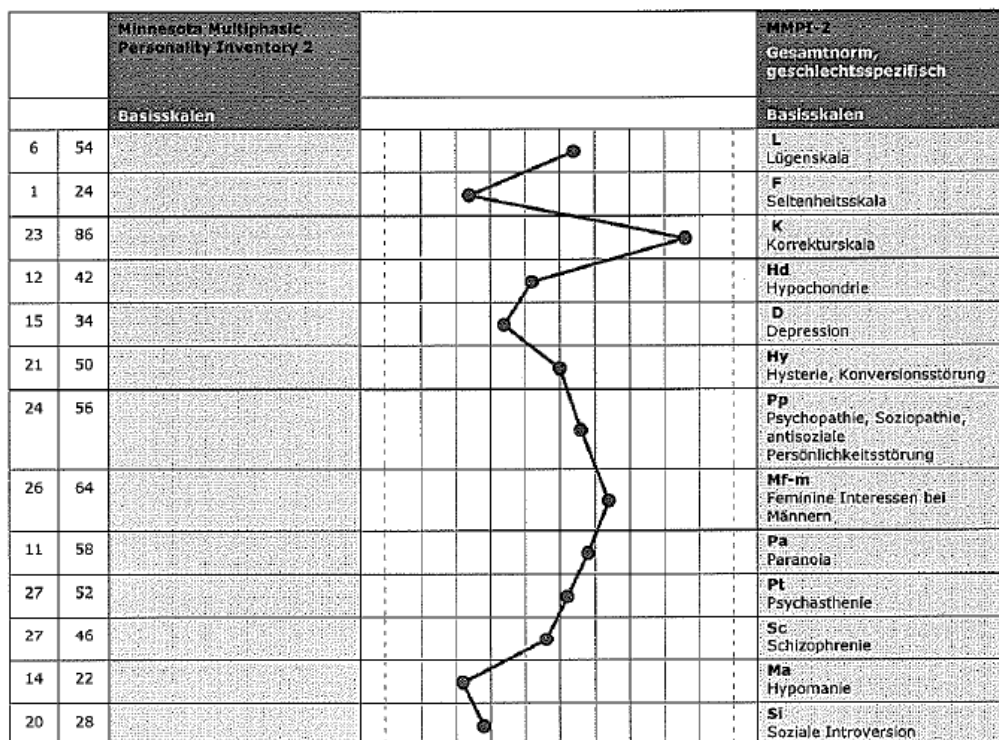 Minnesota Multiphasic
Personality Inventory 2
MMPI-2
Gesamtnorm,
geschlechtsspezifisch
Basisskalen
Basisskalen
6 54 L
Lügenskala
1 24 F
Seltenheitsskala
23 86 K
Korrekturskala
12 42 Hd
Hypochondrie
15 34 D
Depression
21 50 Hy
Hysterie, Konversionsstörung
24 56 Pp
Psychopathie, Soziopathie,
antisoziale
Persönlichkeitsstörung
26 64 Mf-m
Feminine Interessen bei
Männern
11 58 Pa
Paranoia
27 52 Pt
Psychasthenie
27 46 Sc
Schizophrenie
14 22 Ma
Hypomanie
20 28 Si
Soziale Introversion